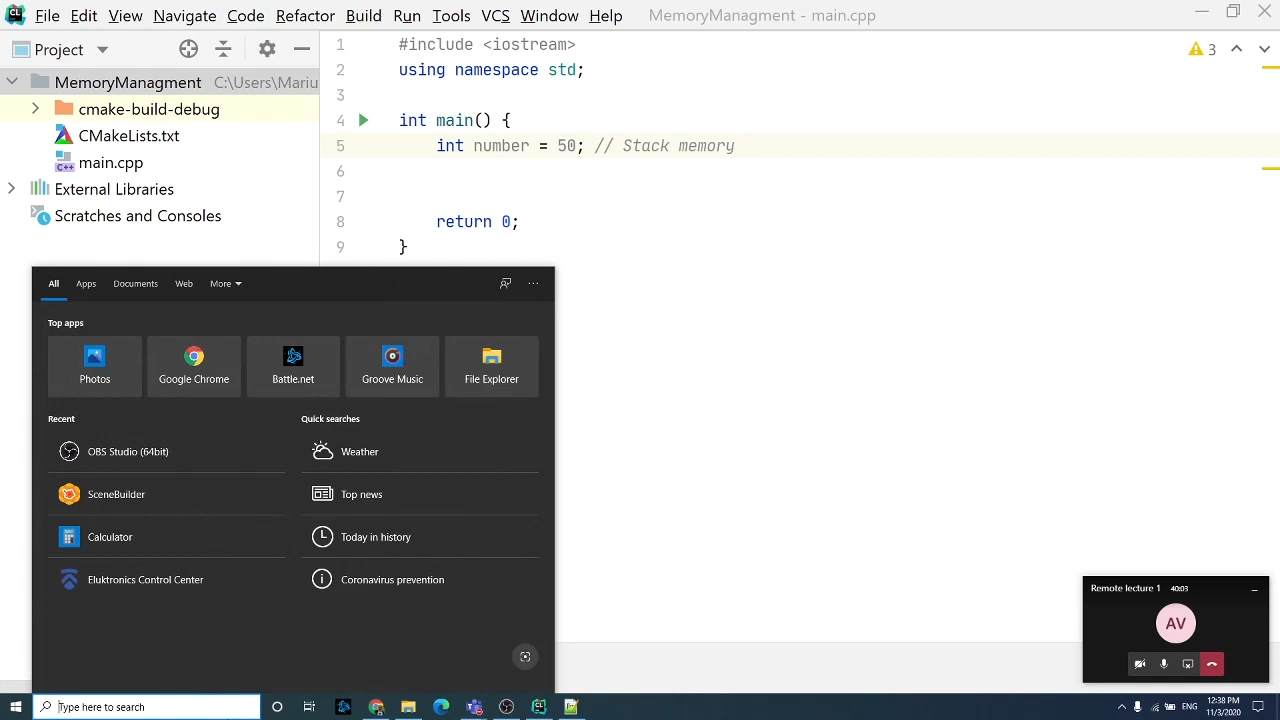 CL File Edit View Navigate Code Refactor Build Run Tools VCS Window Help MemoryManagment - main.cpp
Project
MemoryManagment C:\Users\Mariu
cmake-build-debug
CMakeLists.txt
C++ main.cpp
External Libraries
Scratches and Consoles
3
1 #include <iostream>
2 using namespace std;
3
4 int main() {
5 int number = 50; // Stack memory
6
7
8 return 0;
9 }
All Apps Documents Web More
Top apps
Photos Google Chrome Battle.net Groove Music File Explorer
Recent Quick searches
OBS Studio (64bit) Weather
SceneBuilder Top news
Calculator Today in history
Eluktronics Control Center Coronavirus prevention
Remote lecture 1 40:03
AV
Type here to search
ENG 12:38 PM
11/3/2020